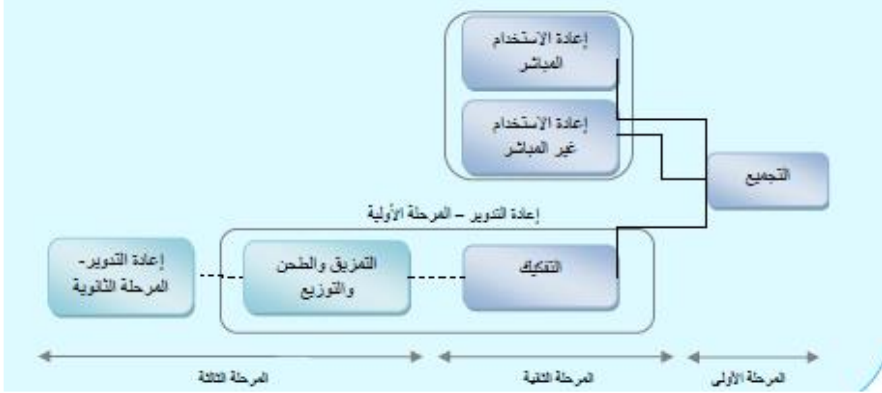 إعادة الاستخدام
المباشر
إعادة الاستخدام
غير المباشر
التجميع
إعادة التدوير – المرحلة الأولية
التفكيك
التمزيق والطحن
والتوزيع
إعادة التدوير-
المرحلة الثانوية
المرحلة الأولى
المرحلة الثانية
المرحلة الثالثة